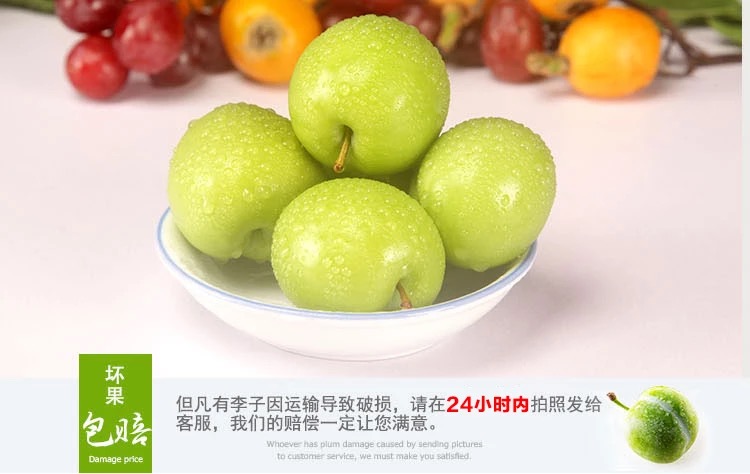 坏
果
包赔
Damage price
但凡有李子因运输导致破损，请在24小时内拍照发给
客服，我们的赔偿一定让您满意。
Whoever has plum damage caused by sending pictures
to customer service, we must make you satisfied.